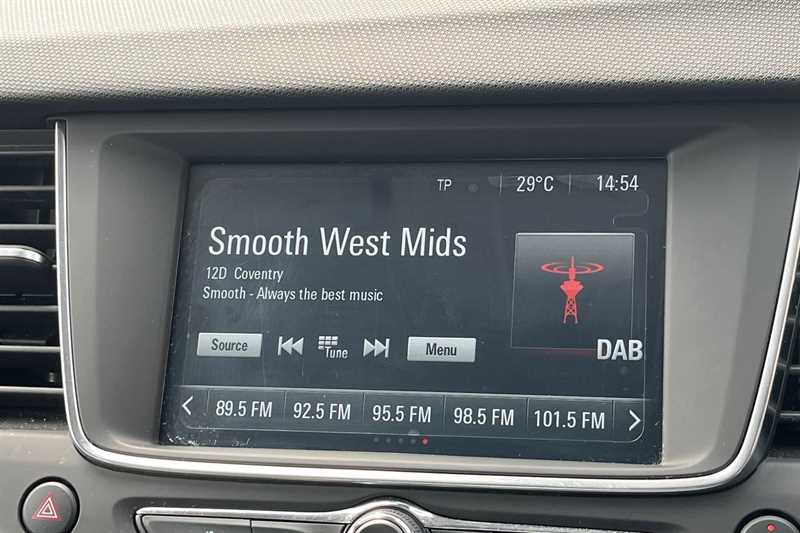 TP 29°C 14:54
Smooth West Mids
12D Coventry
Smooth - Always the best music
Source Tune Menu
DAB
89.5 FM 92.5 FM 95.5 FM 98.5 FM 101.5 FM